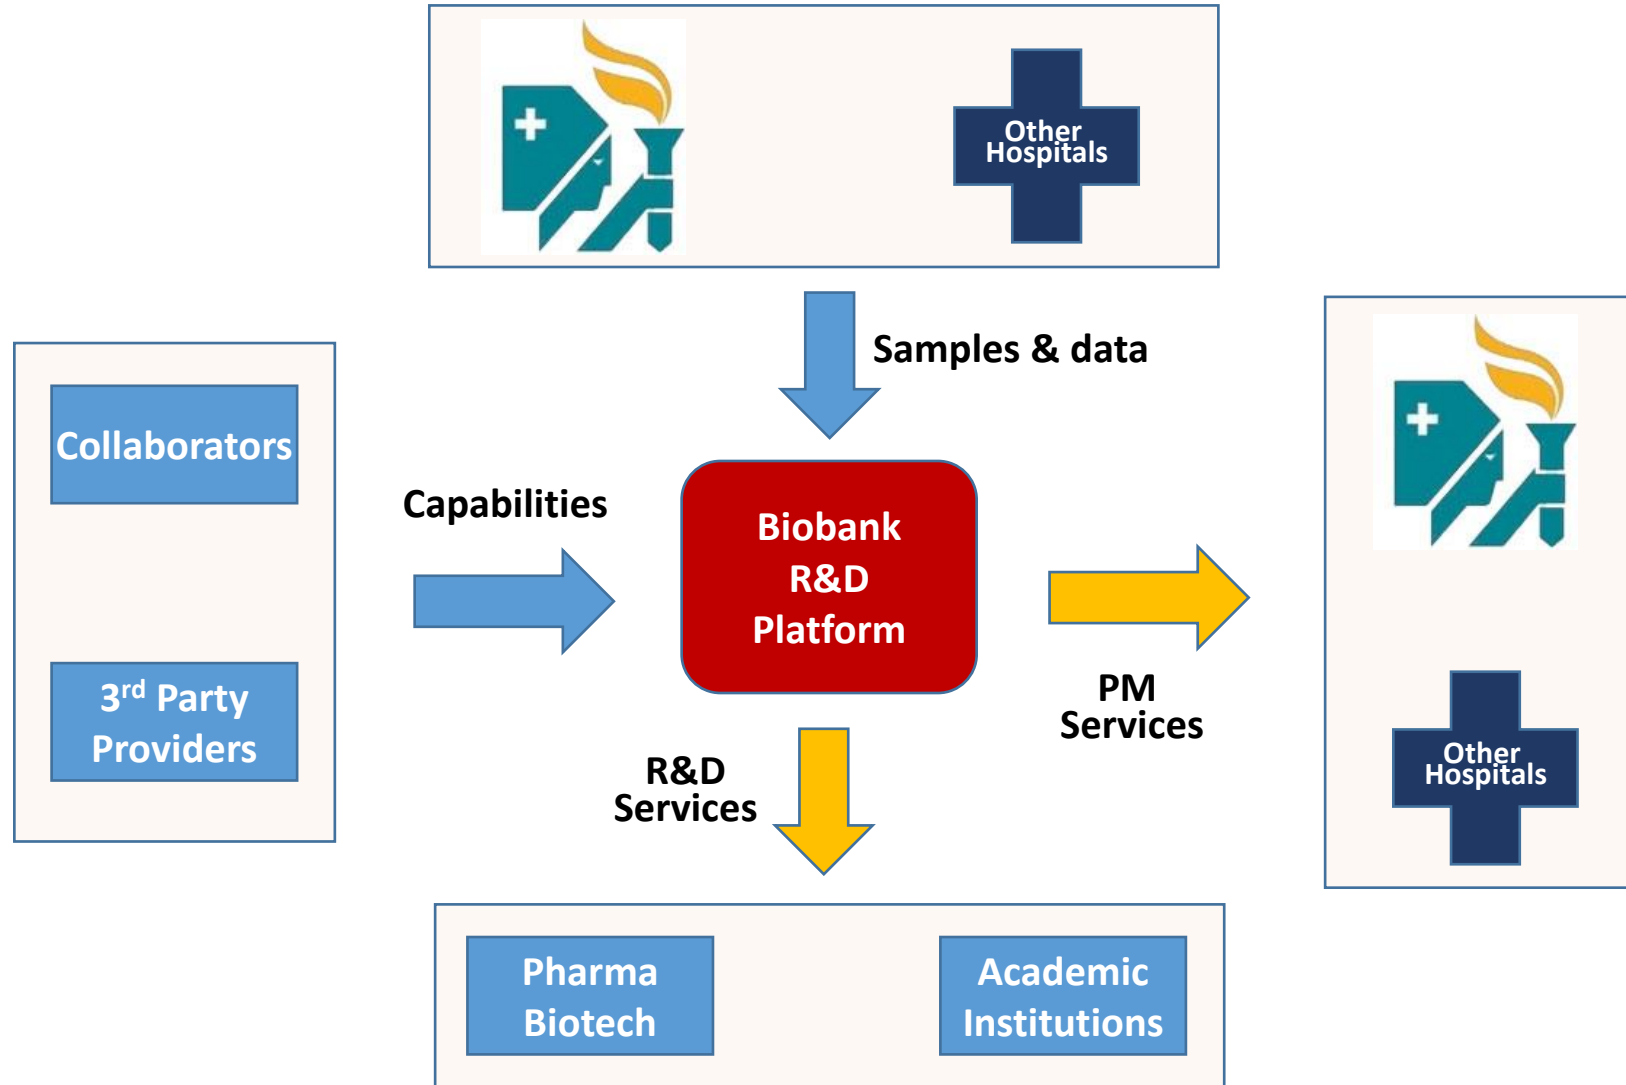 Other
Hospitals
Samples & data
Collaborators
3rd Party
Providers
Capabilities
Biobank
R&D
Platform
PM
Services
R&D
Services
Other
Hospitals
Pharma
Biotech
Academic
Institutions